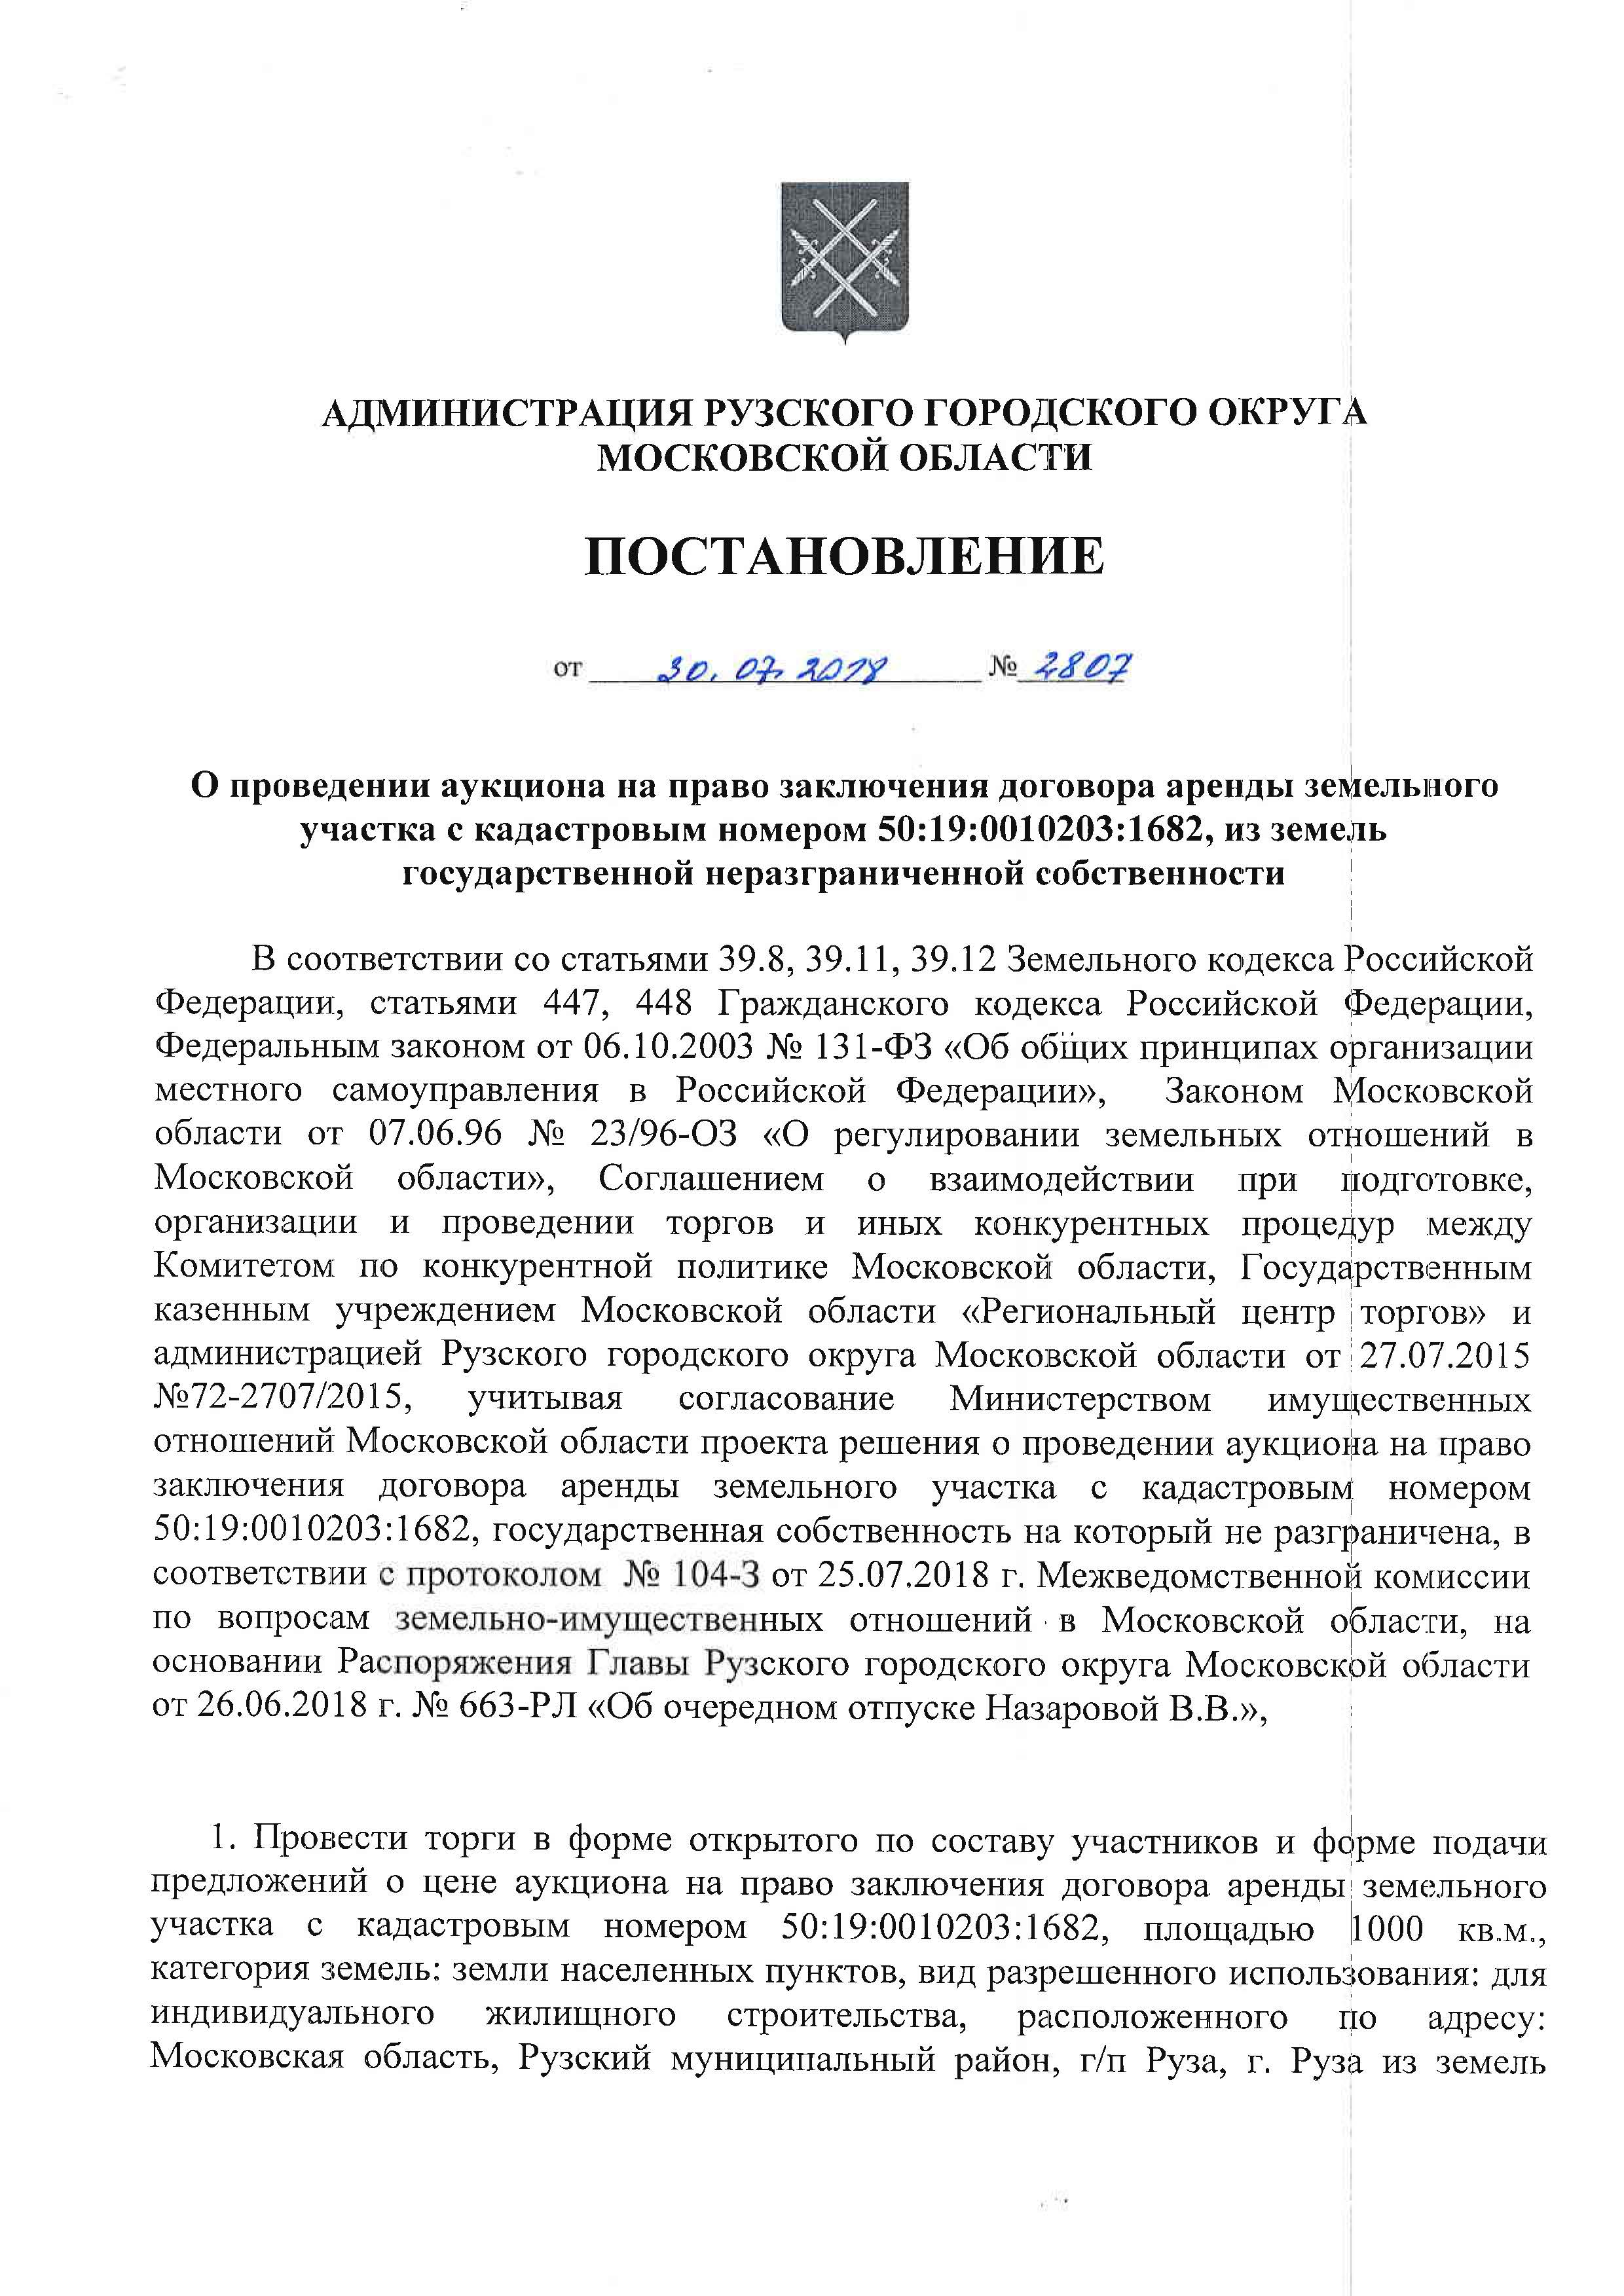 АДМИНИСТРАЦИЯ РУЗСКОГО ГОРОДСКОГО ОКРУГА
МОСКОВСКОЙ ОБЛАСТИ
ПОСТАНОВЛЕНИЕ
от 30.07.2018 № 2807
О проведении аукциона на право заключения договора аренды земельного
участка с кадастровым номером 50:19:0010203:1682, из земель
государственной неразграниченной собственности
В соответствии со статьями 39.8, 39.11, 39.12 Земельного кодекса Российской
Федерации, статьями 447, 448 Гражданского кодекса Российской Федерации,
Федеральным законом от 06.10.2003 № 131-ФЗ «Об общих принципах организации
местного самоуправления в Российской Федерации», Законом Московской
области от 07.06.96 № 23/96-ОЗ «О регулировании земельных отношений в
Московской области», Соглашением о взаимодействии при подготовке,
организации и проведении торгов и иных конкурентных процедур между
Комитетом по конкурентной политике Московской области, Государственным
казенным учреждением Московской области «Региональный центр торгов» и
администрацией Рузского городского округа Московской области от 27.07.2015
№72-2707/2015, учитывая согласование Министерством имущественных
отношений Московской области проекта решения о проведении аукциона на право
заключения договора аренды земельного участка с кадастровым номером
50:19:0010203:1682, государственная собственность на который не разграничена, в
соответствии с протоколом № 104-З от 25.07.2018 г. Межведомственной комиссии
по вопросам земельно-имущественных отношений в Московской области, на
основании Распоряжения Главы Рузского городского округа Московской области
от 26.06.2018 г. № 663-РЛ «Об очередном отпуске Назаровой В.В.»,
1. Провести торги в форме открытого по составу участников и форме подачи
предложений о цене аукциона на право заключения договора аренды земельного
участка с кадастровым номером 50:19:0010203:1682, площадью 1000 кв.м.,
категория земель: земли населенных пунктов, вид разрешенного использования: для
индивидуального жилищного строительства, расположенного по адресу:
Московская область, Рузский муниципальный район, г/п Руза, г. Руза из земель